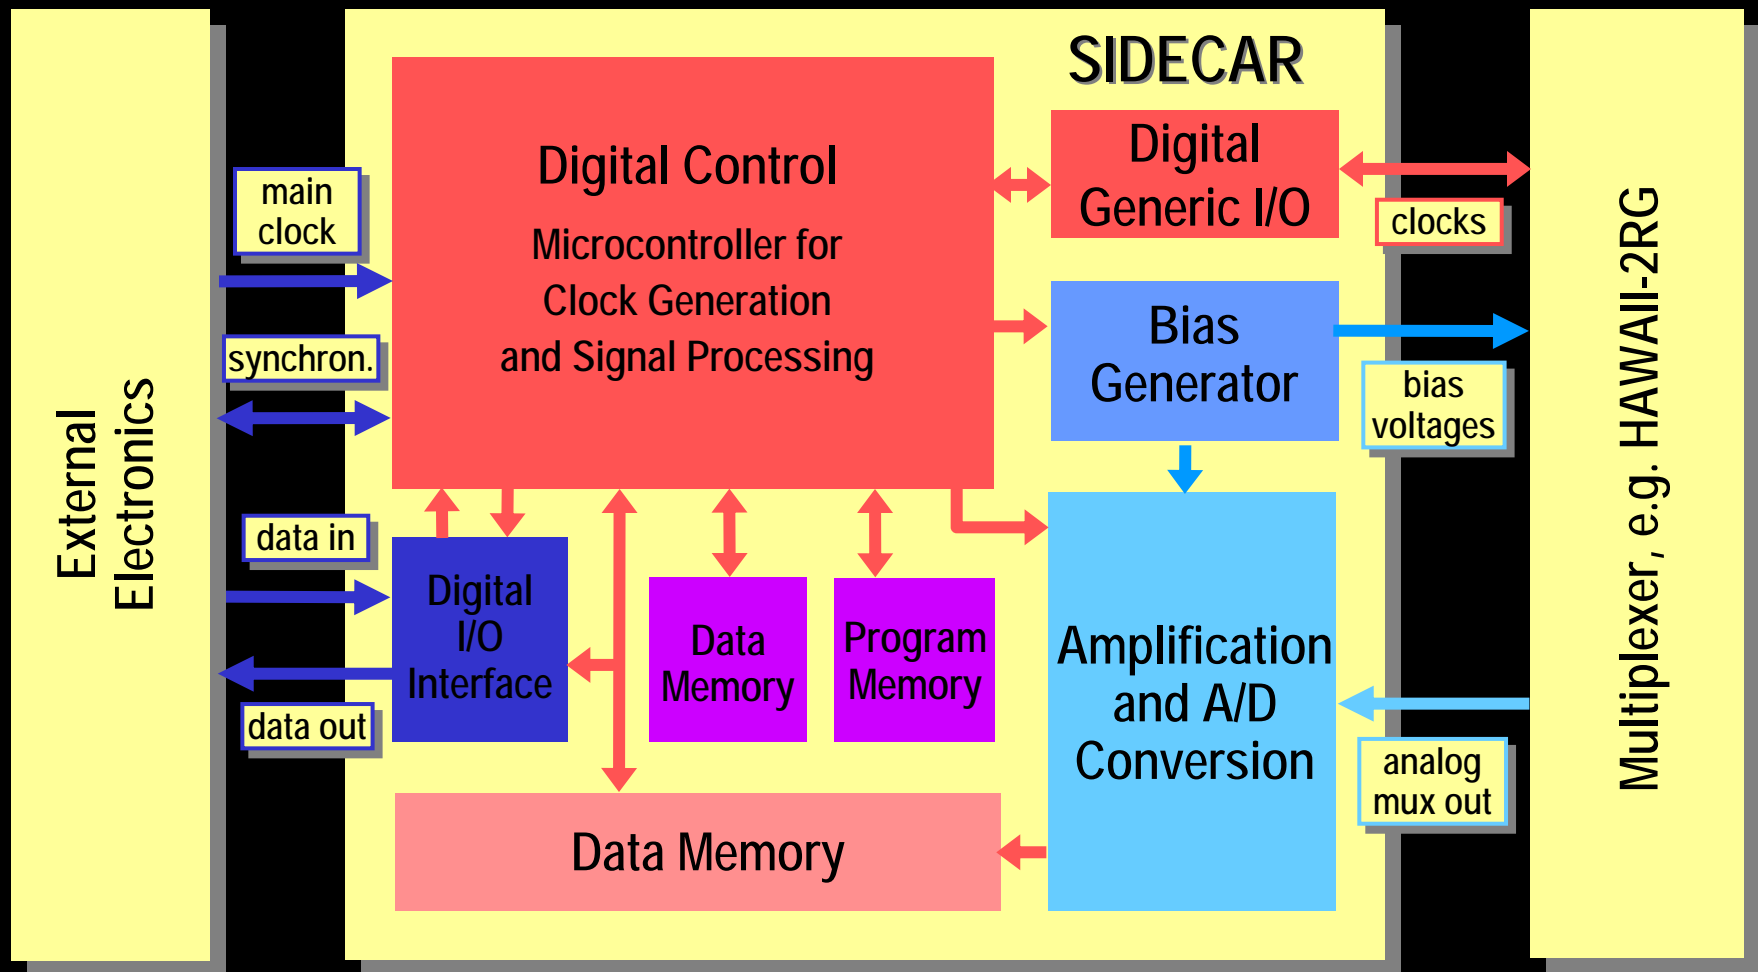 SIDECAR
External
Electronics
main
clock
synchron.
data in
data out
Digital Control
Microcontroller for
Clock Generation
and Signal Processing
Digital
Generic I/O
Bias
Generator
Digital
I/O
Interface
Data
Memory
Program
Memory
Amplification
and A/D
Conversion
Data Memory
clocks
bias
voltages
analog
mux out
Multiplexer, e.g. HAWAII-2RG